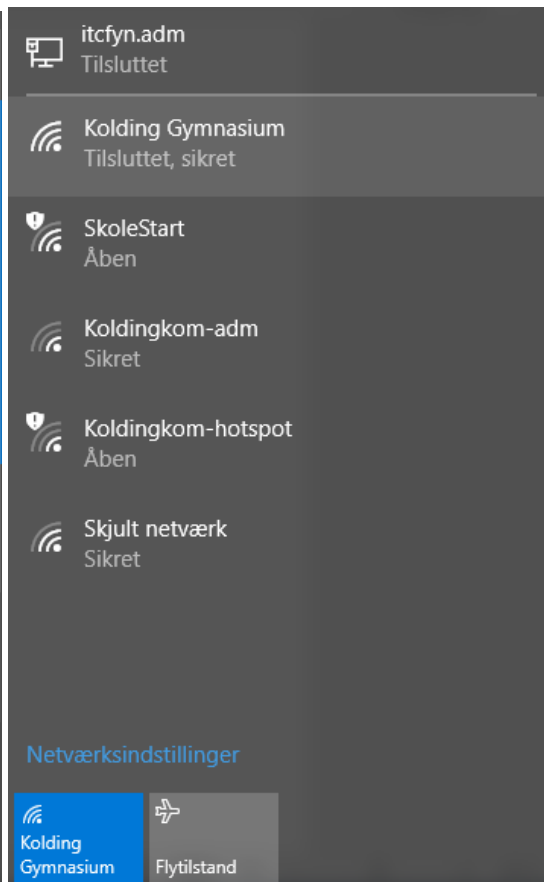 itcfyn.adm
Tilsluttet
Kolding Gymnasium
Tilsluttet, sikret
SkoleStart
Åben
Koldingkom-adm
Sikret
Koldingkom-hotspot
Åben
Skjult netværk
Sikret
Netværksindstillinger
Kolding
Gymnasium
Flytilstand